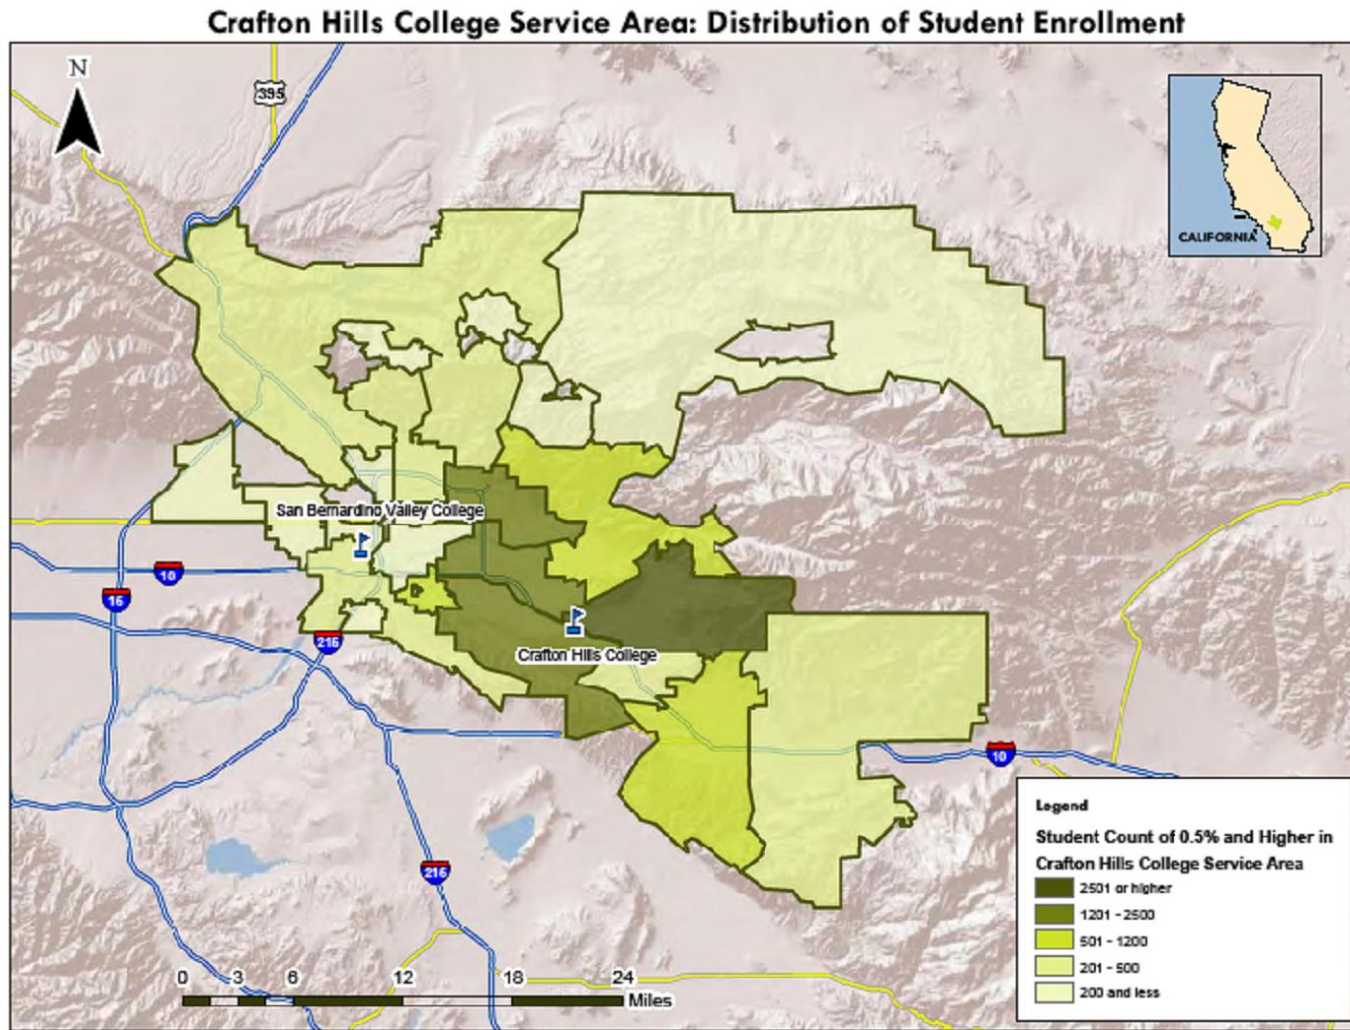 Crafton Hills College Service Area: Distribution of Student Enrollment
N
395
CALIFORNIA
San Bernardino Valley College
10
15
215
Crafton Hills College
10
215
Legend
Student Count of 0.5% and Higher in
Crafton Hills College Service Area
2501 or higher
1201 - 2500
501 - 1200
201 - 500
200 and less
0 3 6 12 18 24
Miles